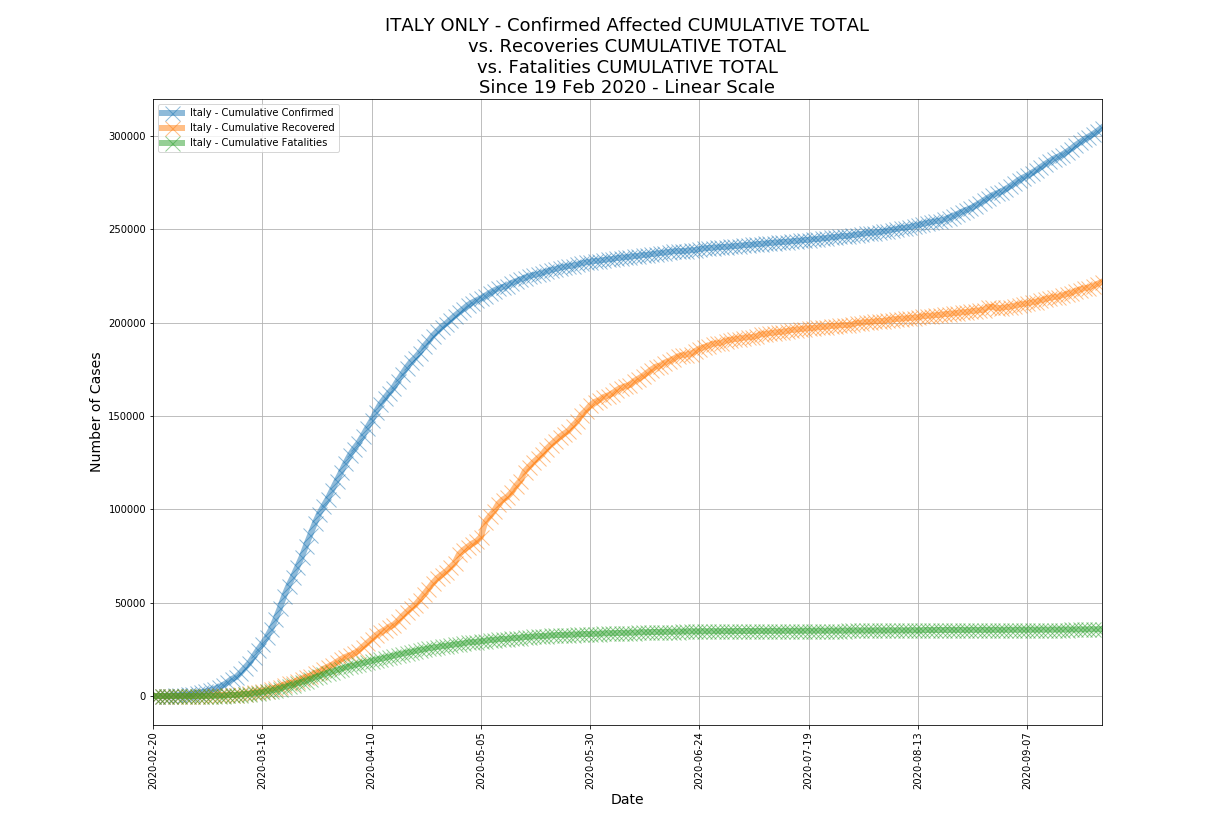 ITALY ONLY - Confirmed Affected CUMULATIVE TOTAL
vs. Recoveries CUMULATIVE TOTAL
vs. Fatalities CUMULATIVE TOTAL
Since 19 Feb 2020 - Linear Scale
Italy - Cumulative Confirmed
Italy - Cumulative Recovered
Italy - Cumulative Fatalities
Number of Cases
300000
250000
200000
150000
100000
50000
0
2020-02-20
2020-03-16
2020-04-10
2020-05-05
2020-05-30
2020-06-24
2020-07-19
2020-08-13
2020-09-07
Date